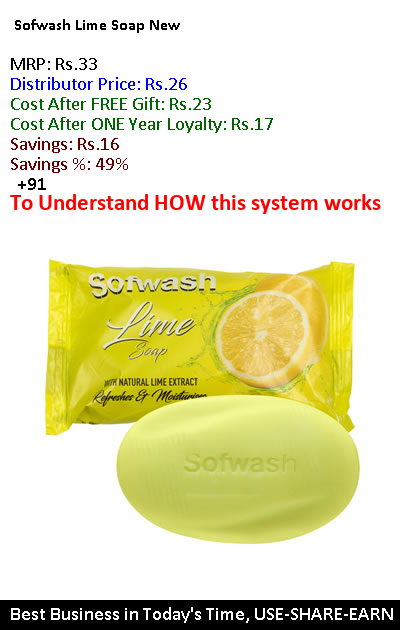 Sofwash Lime Soap New
MRP: Rs.33
Distributor Price: Rs.26
Cost After FREE Gift: Rs.23
Cost After ONE Year Loyalty: Rs.17
Savings: Rs.16
Savings %: 49%
+91
To Understand HOW this system works
Sofwash
Lime
Soap
WITH NATURAL LIME EXTRACT
Refreshes & Moisturises
Sofwash
Best Business in Today's Time, USE-SHARE-EARN